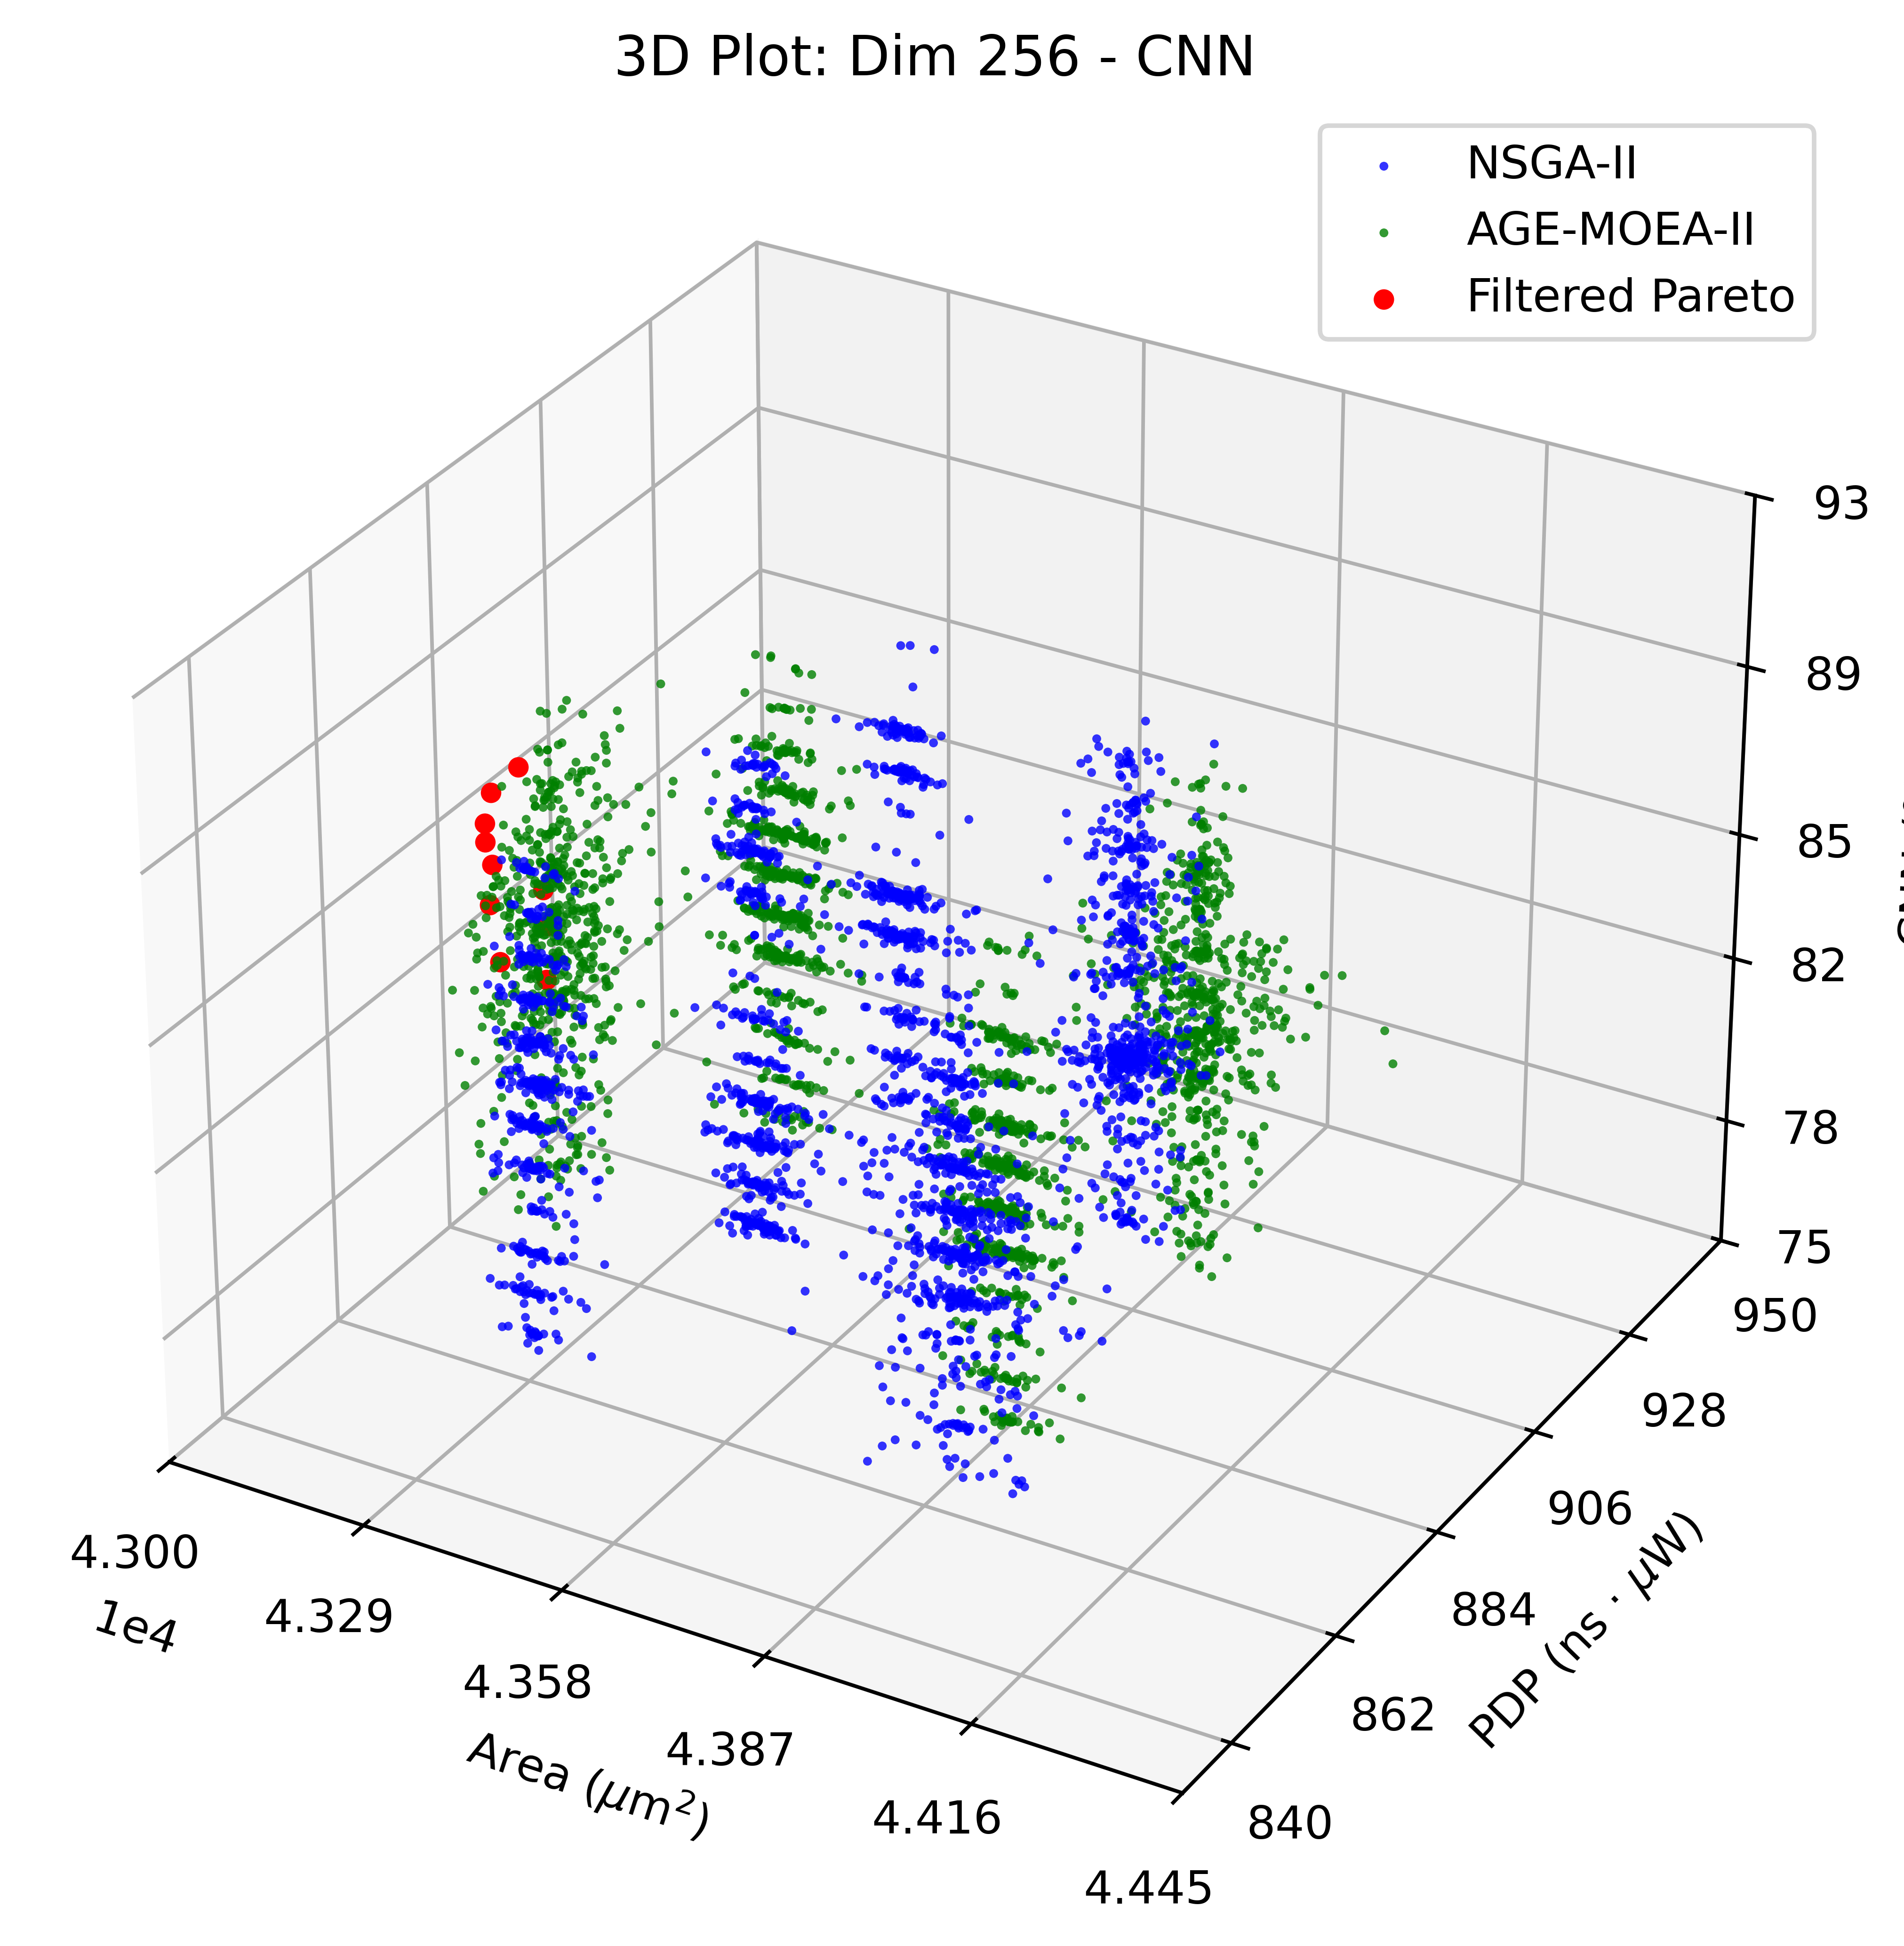 3D Plot: Dim 256 - CNN
NSGA-II
AGE-MOEA-II
Filtered Pareto
93
89
85
82
78
75
950
928
906
884
862
840
PDP (ns · μW)
4.300
4.329
4.358
4.387
4.416
4.445
1e4
Area (μm²)